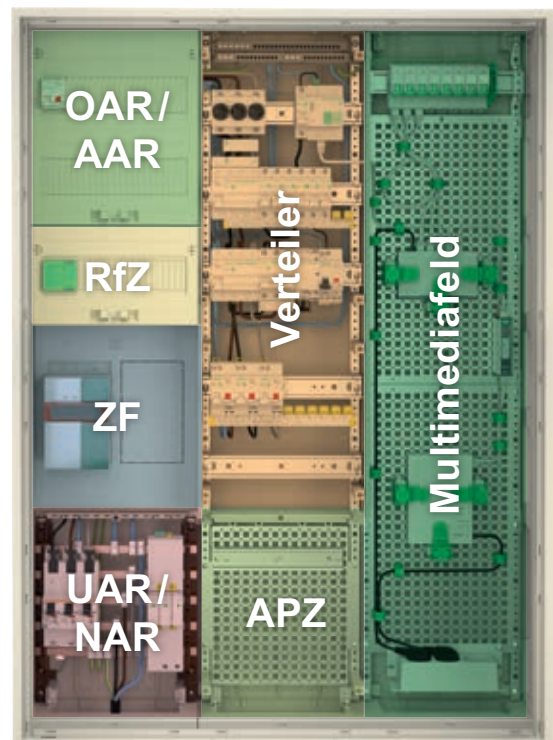 OAR/
AAR
RfZ
ZF
UAR/
NAR
Verteiler
APZ
Multimediafeld